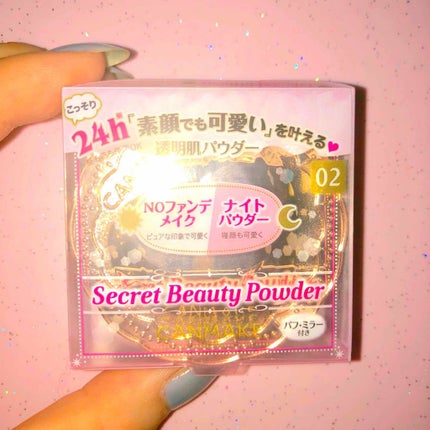 こっそり
24h「素顔でも可愛い」を叶える♥
透明肌パウダー
02
NOファンデ
メイク
ピュアな印象で可愛く
ナイト
パウダー
寝顔も可愛く
Secret Beauty Powder
CANMAKE
パフ・ミラー
付き